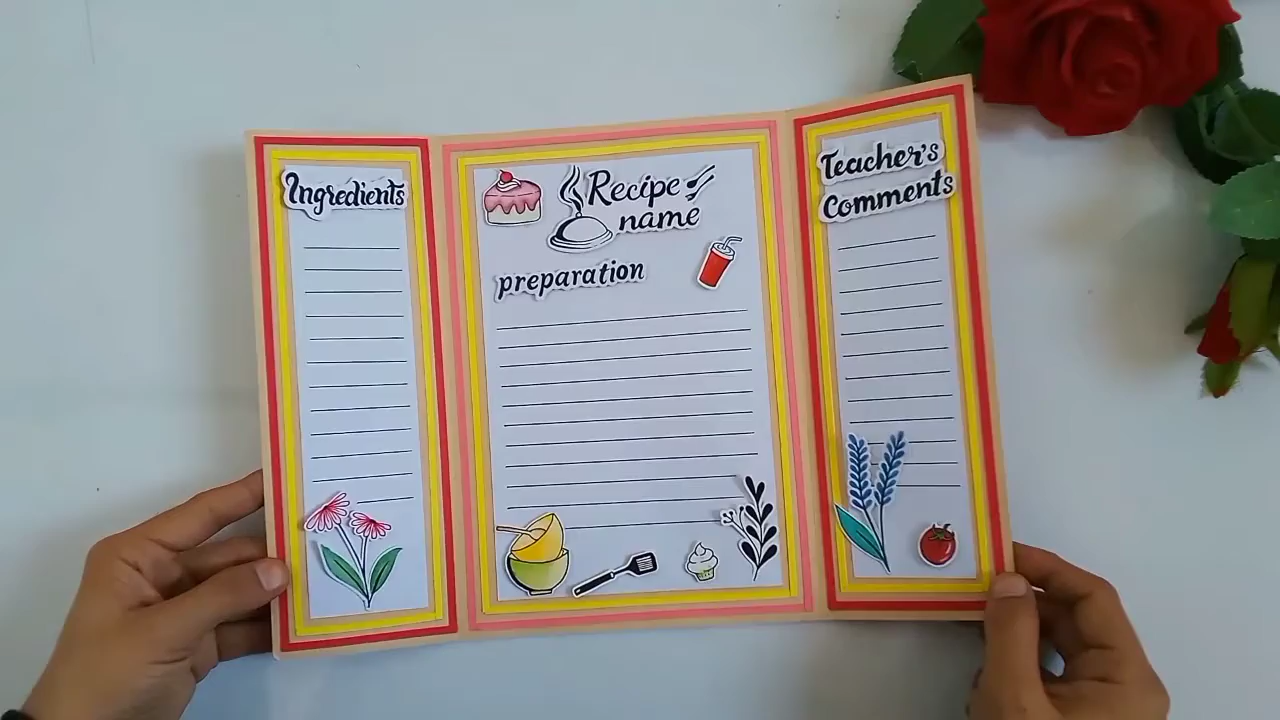 Ingredients
Recipe
name
preparation
Teacher's
Comments